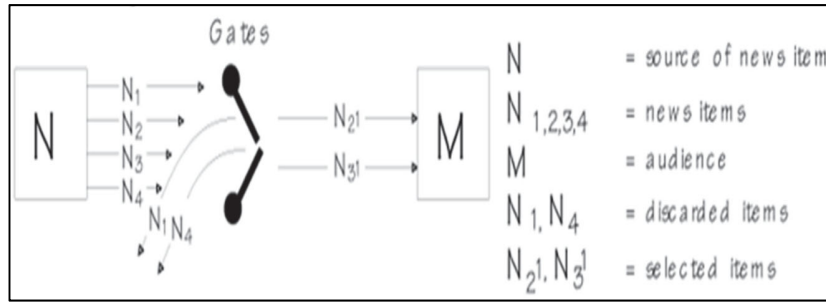 Gates
N
N₁
N₂
N₃
N₄
N₁ N₄
N₂¹
N₃¹
M
N = source of news item
N 1,2,3,4 = news items
M = audience
N₁, N₄ = discarded items
N₂¹, N₃¹ = selected items